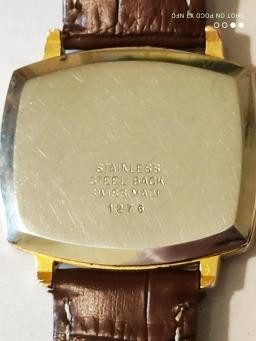 SHOT ON POCO X3 NFC
STAINLESS
STEEL BACK
SWISS MADE
1276